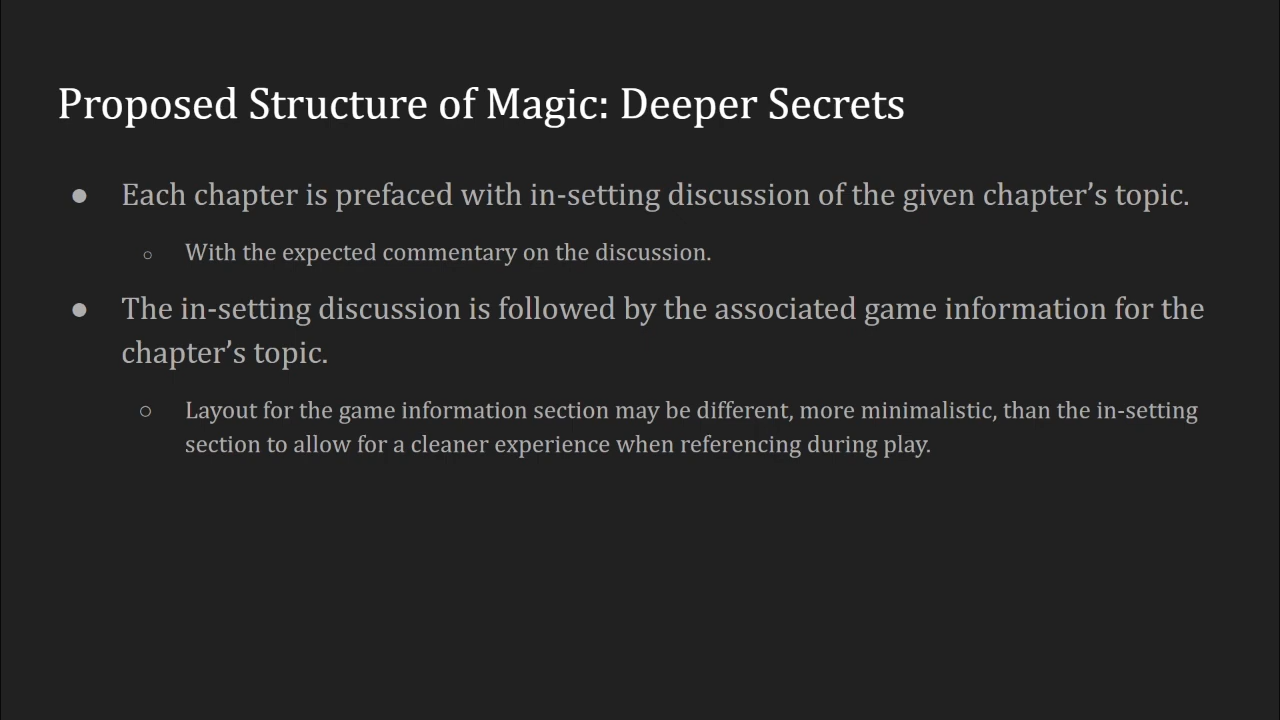 Proposed Structure of Magic: Deeper Secrets
● Each chapter is prefaced with in-setting discussion of the given chapter’s topic.
○ With the expected commentary on the discussion.
● The in-setting discussion is followed by the associated game information for the
chapter’s topic.
○ Layout for the game information section may be different, more minimalistic, than the in-setting
section to allow for a cleaner experience when referencing during play.